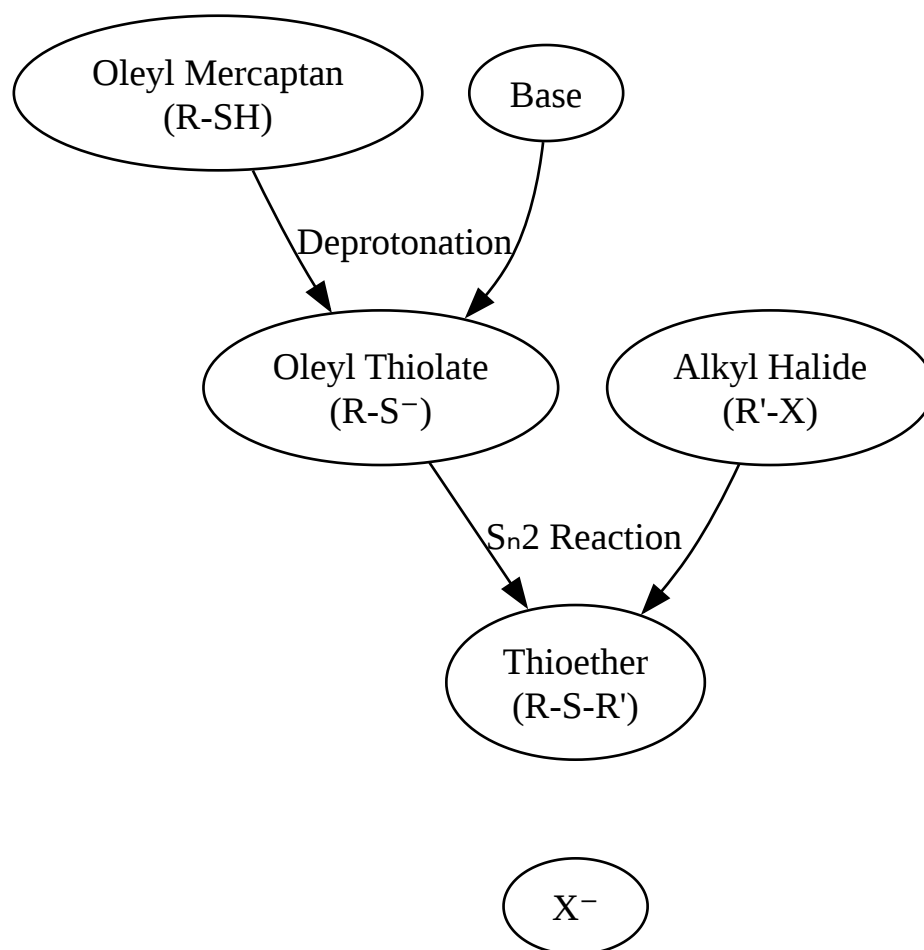 Oleyl Mercaptan
(R-SH)
Base
Deprotonation
Oleyl Thiolate
(R-S⁻)
Alkyl Halide
(R'-X)
Sₙ2 Reaction
Thioether
(R-S-R')
X⁻